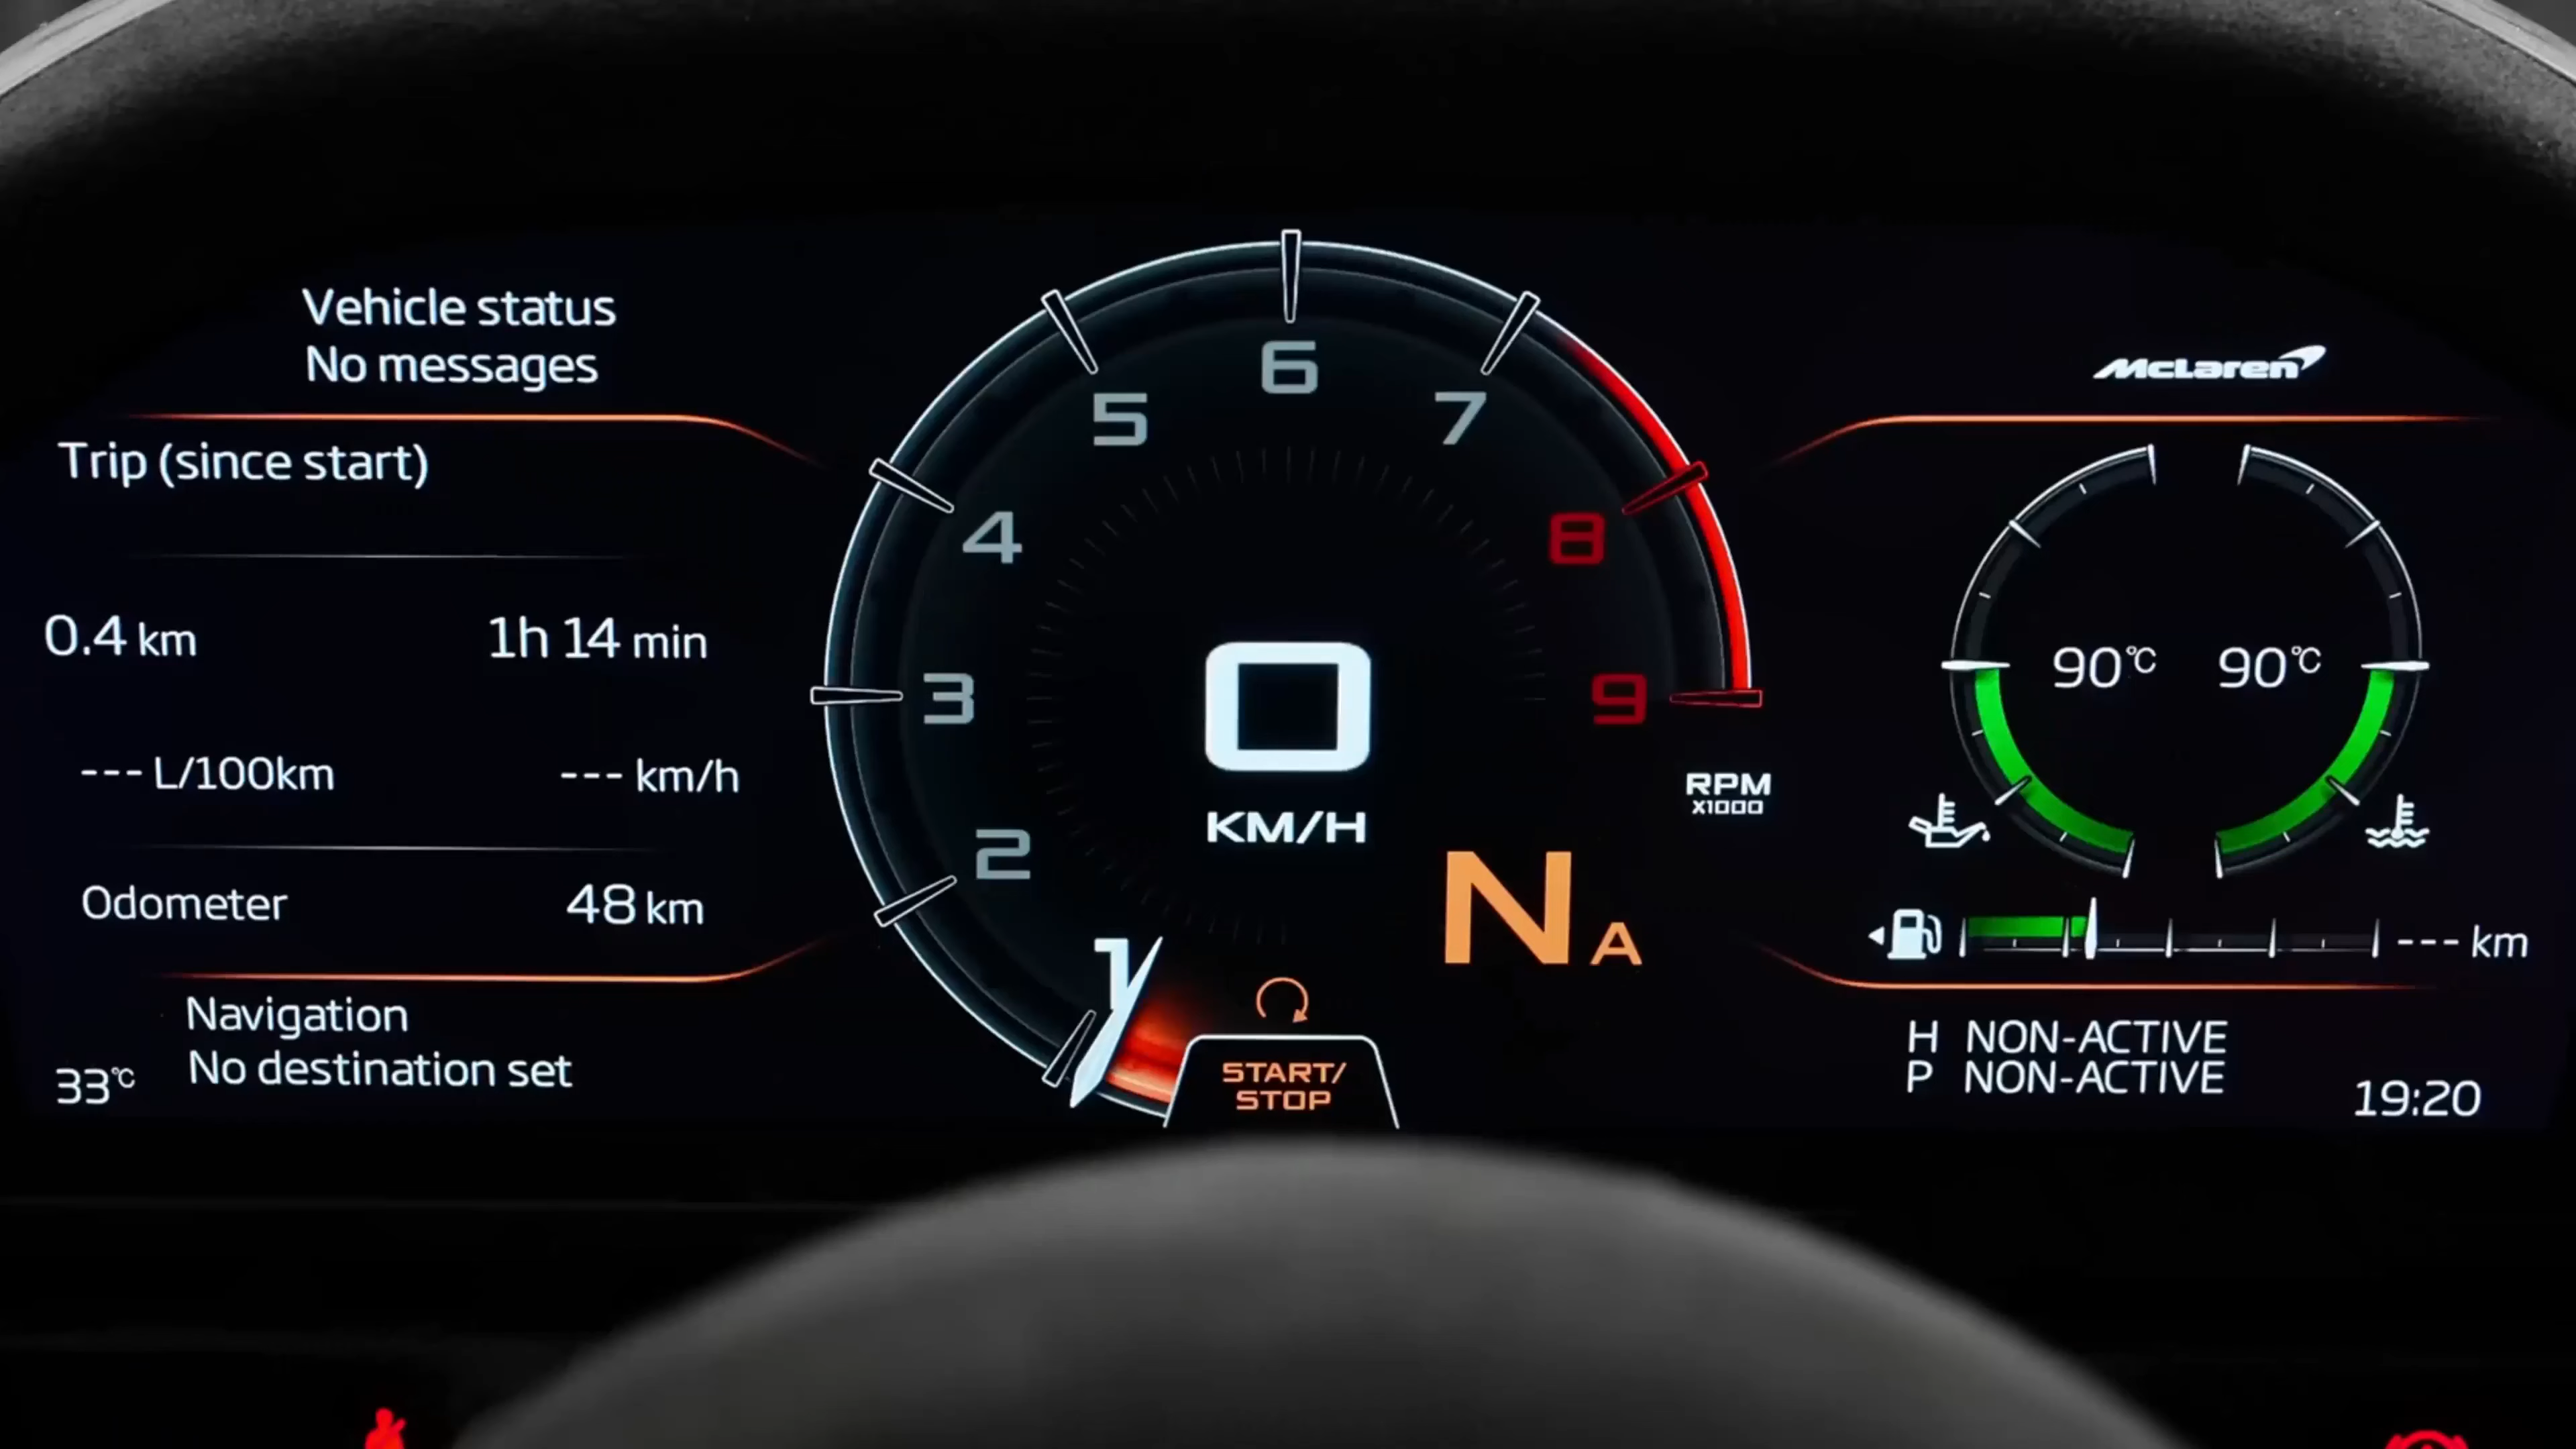 Vehicle status
No messages
Trip (since start)
0.4 km 1h 14 min
--- L/100km --- km/h
Odometer 48 km
Navigation
No destination set
33°C
1
2
3
4
5
6
7
8
9
RPM
X1000
0
KM/H
N A
START/
STOP
McLaren
90°C 90°C
--- km
H NON-ACTIVE
P NON-ACTIVE
19:20